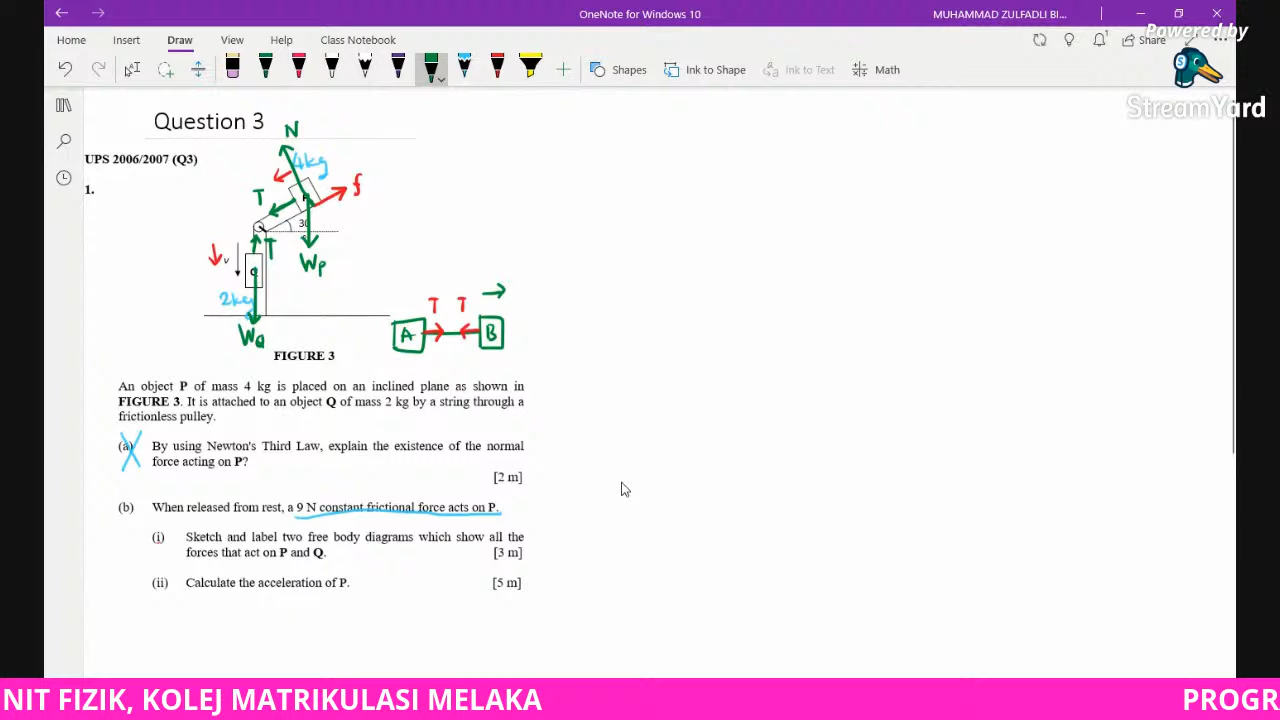 OneNote for Windows 10
MUHAMMAD ZULFADLI BI...
Powered by
Home Insert Draw View Help Class Notebook
Share
Shapes Ink to Shape Ink to Text Math
StreamYard
Question 3
UPS 2006/2007 (Q3)
1.
N
4kg
f
T
30
T
v
Q
WP
2kg
WQ
T T
A B
FIGURE 3
An object P of mass 4 kg is placed on an inclined plane as shown in
FIGURE 3. It is attached to an object Q of mass 2 kg by a string through a
frictionless pulley.
(a) By using Newton's Third Law, explain the existence of the normal
force acting on P?
[2 m]
(b) When released from rest, a 9 N constant frictional force acts on P.
(i) Sketch and label two free body diagrams which show all the
forces that act on P and Q. [3 m]
(ii) Calculate the acceleration of P. [5 m]
NIT FIZIK, KOLEJ MATRIKULASI MELAKA PROGR